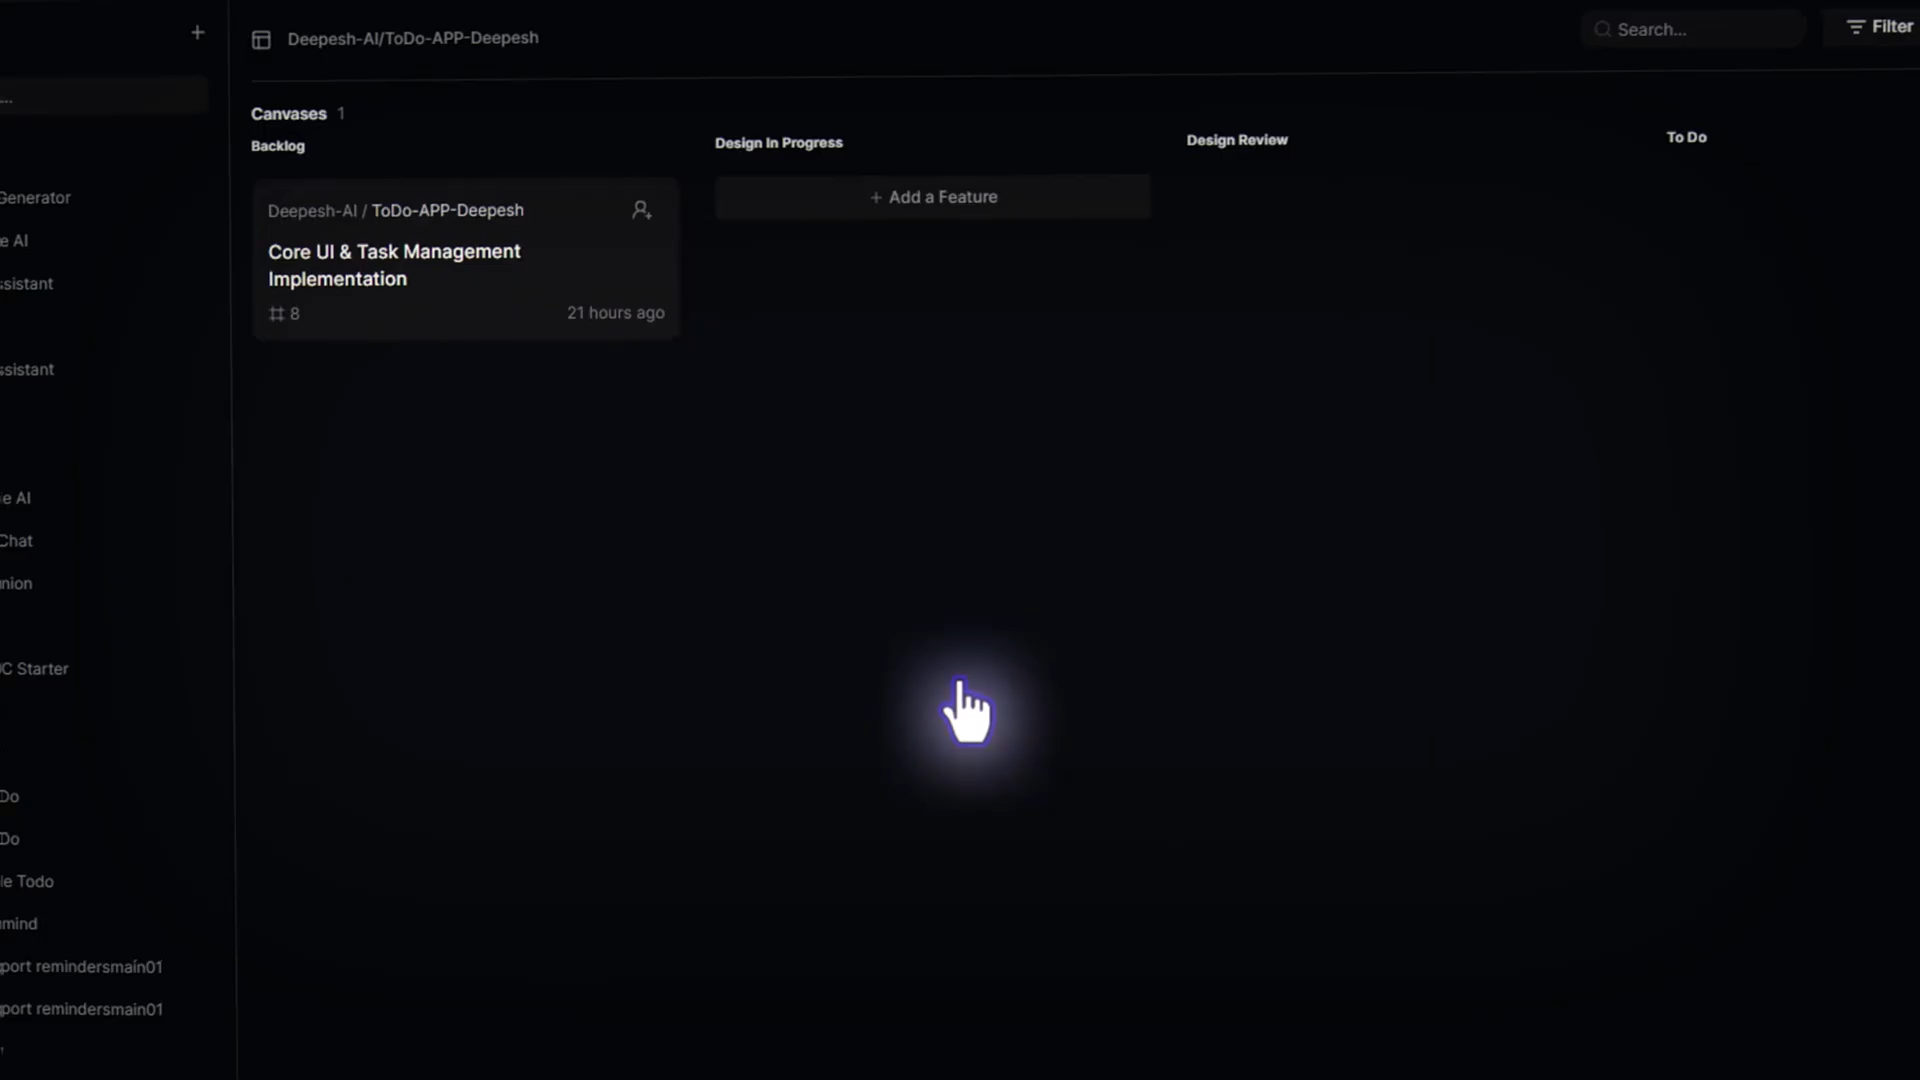 Deepesh-AI/ToDo-APP-Deepesh
Search...
Filter
...
Generator
e AI
ssistant
ssistant
e AI
Chat
nion
C Starter
Do
Do
le Todo
mind
port remindersmain01
port remindersmain01
Canvases 1
Backlog
Deepesh-AI / ToDo-APP-Deepesh
Core UI & Task Management
Implementation
8
21 hours ago
Design In Progress
+ Add a Feature
Design Review
To Do